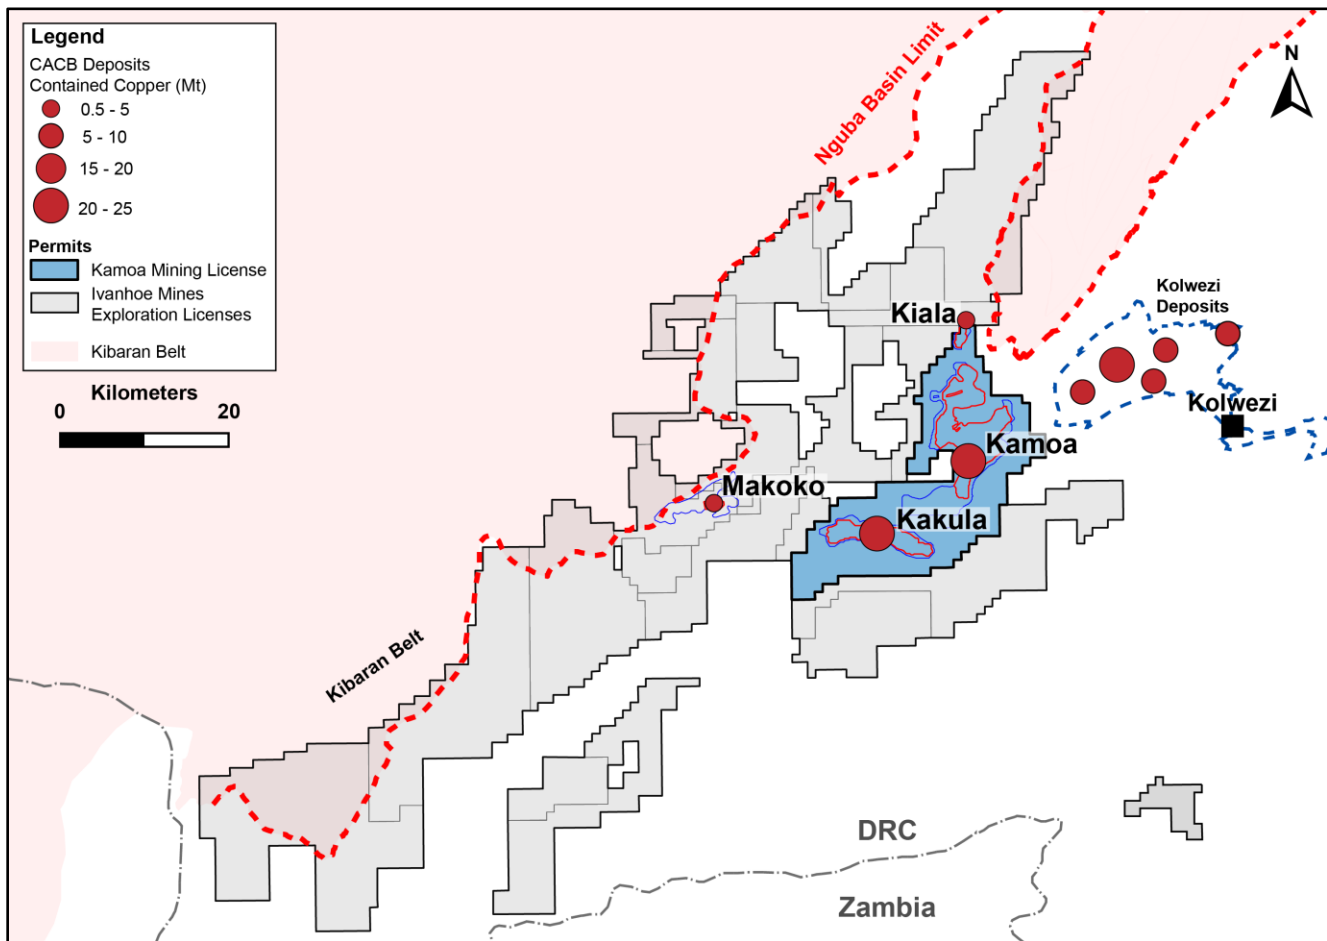 Legend
CACB Deposits
Contained Copper (Mt)
0.5 - 5
5 - 10
15 - 20
20 - 25
Permits
Kamoa Mining License
Ivanhoe Mines
Exploration Licenses
Kibaran Belt
Kilometers
0 20
N
Nguba Basin Limit
Kolwezi
Deposits
Kiala
Kolwezi
Kamoa
Makoko
Kakula
Kibaran Belt
DRC
Zambia